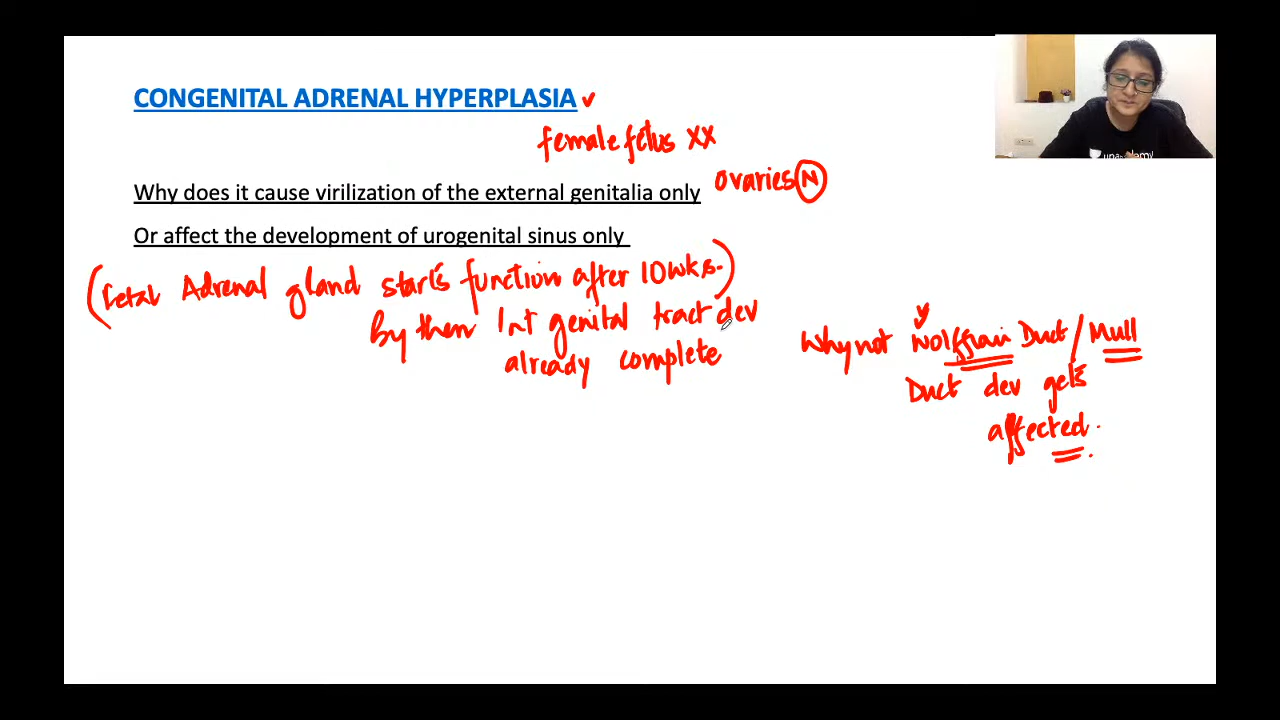 CONGENITAL ADRENAL HYPERPLASIA
female fetus XX
Why does it cause virilization of the external genitalia only
ovaries N
Or affect the development of urogenital sinus only
(Fetal Adrenal gland starts function after 10wks.)
by then Int genital tract dev
already complete
Why not Wolffian Duct / Mull
Duct dev gets
affected.
unacademy